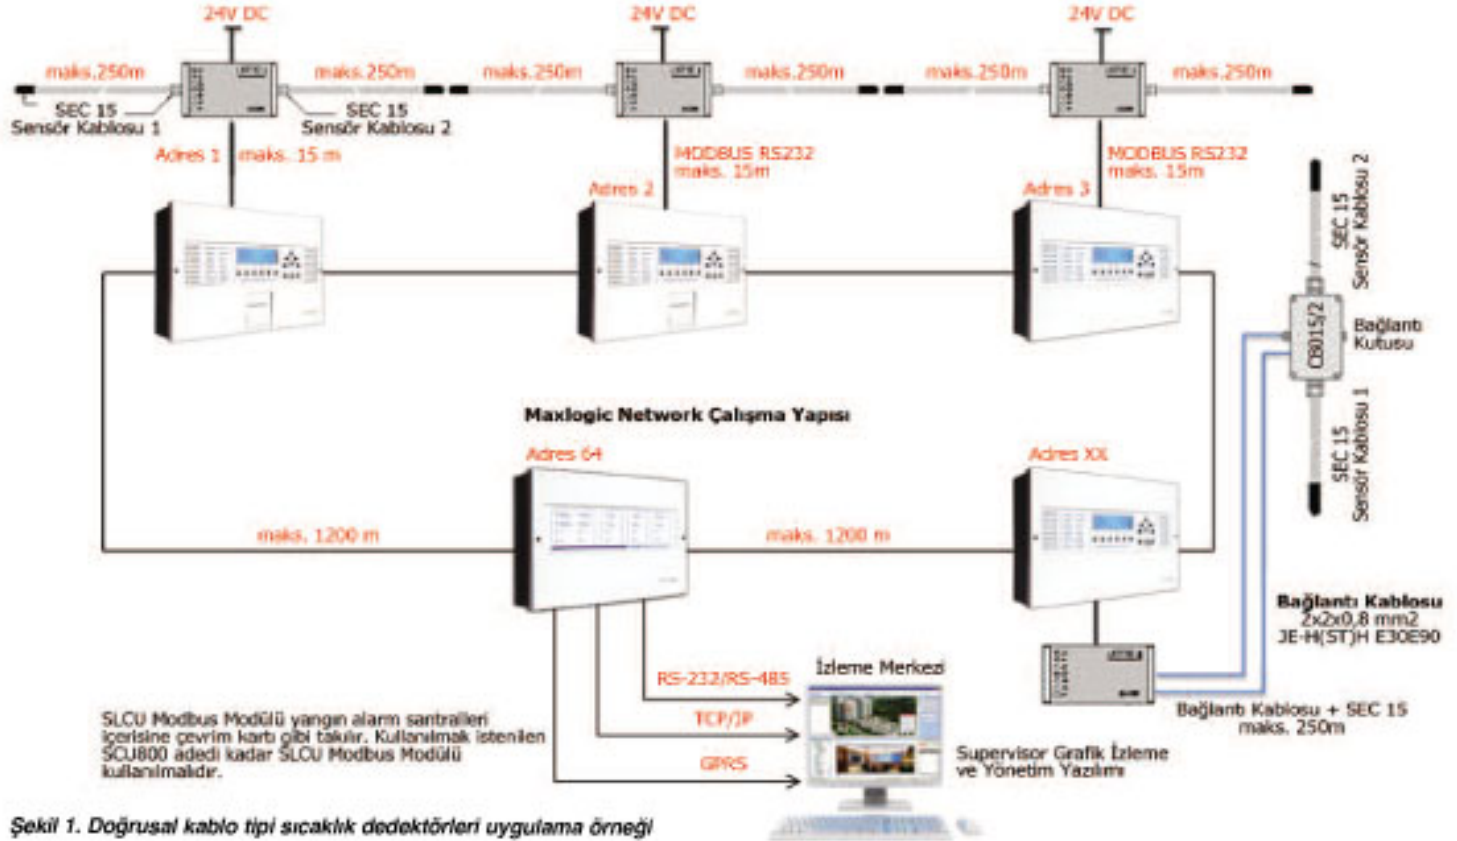 24V DC
24V DC
24V DC
maks.250m
maks.250m
maks.250m
maks.250m
maks.250m
maks.250m
SEC 15
Sensör Kablosu 1
SEC 15
Sensör Kablosu 2
Adres 1
maks. 15 m
MODBUS RS232
maks. 15m
Adres 2
MODBUS RS232
maks. 15m
Adres 3
SEC 15
Sensör Kablosu 2
CB015/2
Bağlantı
Kutusu
SEC 15
Sensör Kablosu 1
Maxlogic Network Çalışma Yapısı
Adres 64
Adres XX
maks. 1200 m
maks. 1200 m
Bağlantı Kablosu
2x2x0,8 mm2
JE-H(ST)H E30E90
Bağlantı Kablosu + SEC 15
maks. 250m
RS-232/RS-485
TCP/IP
GPRS
İzleme Merkezi
Supervisor Grafik İzleme
ve Yönetim Yazılımı
SLCU Modbus Modülü yangın alarm santralleri
içerisine çevrim kartı gibi takılır. Kullanılmak istenilen
SCU800 adedi kadar SLCU Modbus Modülü
kullanılmalıdır.
Şekil 1. Doğrusal kablo tipi sıcaklık dedektörleri uygulama örneği